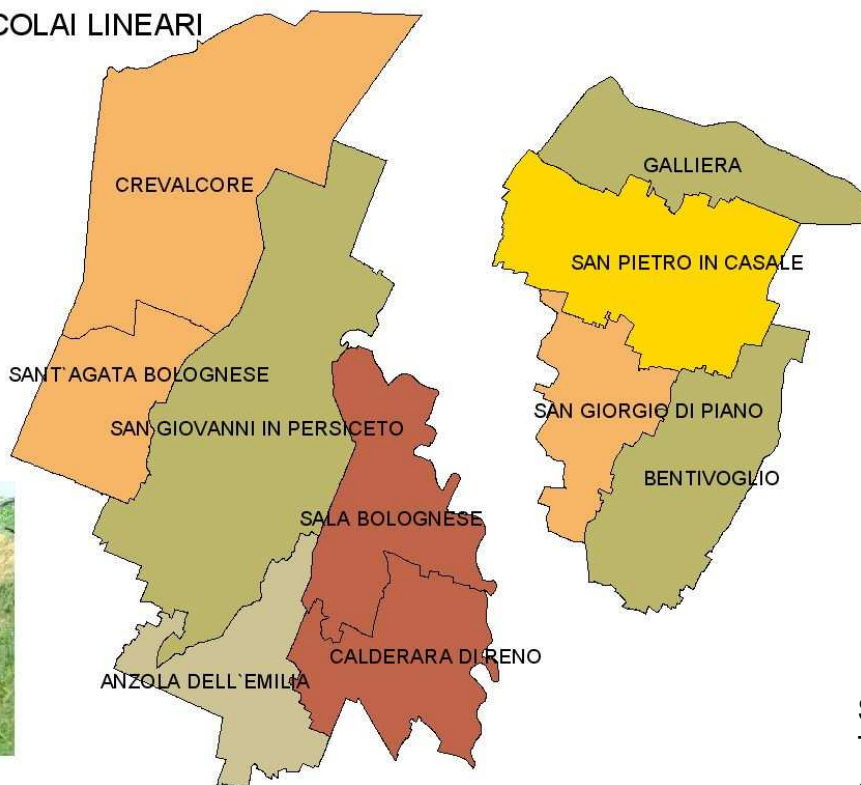 COLAI LINEARI
CREVALCORE
GALLIERA
SAN PIETRO IN CASALE
SANT`AGATA BOLOGNESE
SAN GIOVANNI IN PERSICETO
SAN GIORGIO DI PIANO
BENTIVOGLIO
SALA BOLOGNESE
CALDERARA DI RENO
ANZOLA DELL`EMILIA